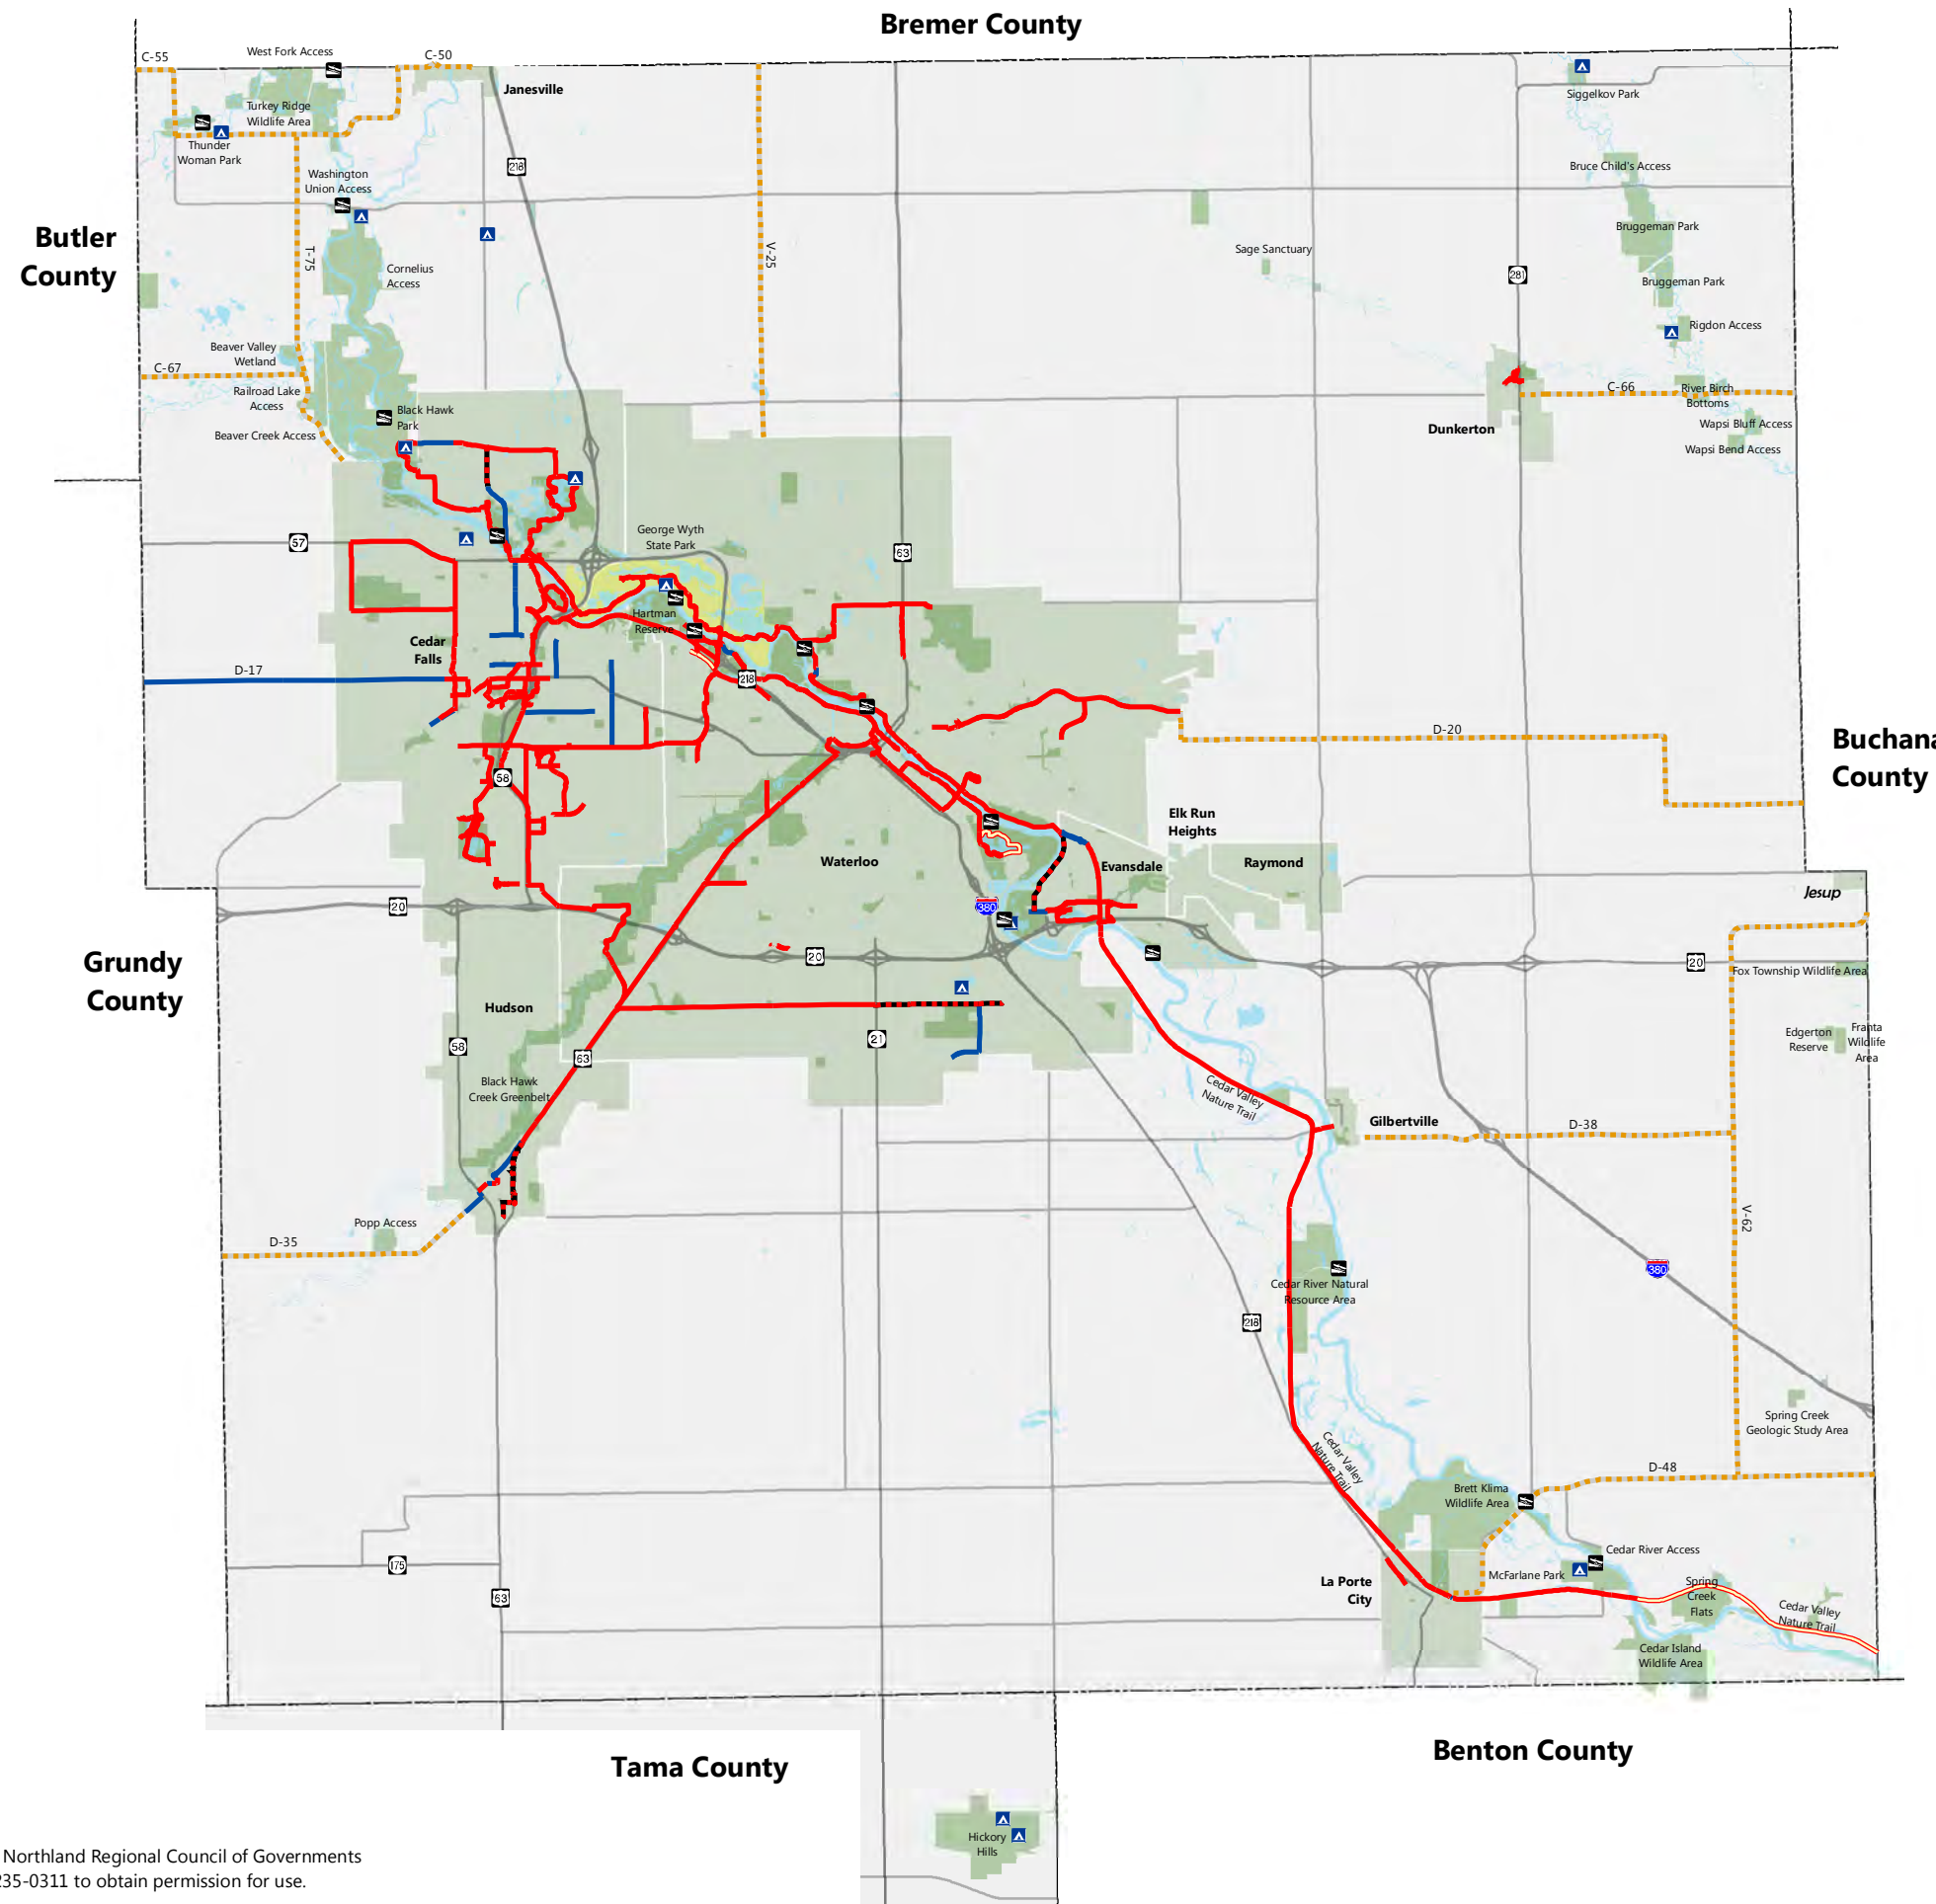 Bremer County
C-55
West Fork Access
C-50
Janesville
Turkey Ridge
Wildlife Area
Thunder
Woman Park
Siggelkov Park
218
Washington
Union Access
Bruce Child's Access
Butler
County
T-75
V-25
Cornelius
Access
Sage Sanctuary
281
Bruggeman Park
Bruggeman Park
Rigdon Access
Beaver Valley
Wetland
C-67
Railroad Lake
Access
Beaver Creek Access
Black Hawk
Park
C-66
River Birch
Bottoms
Dunkerton
Wapsi Bluff Access
Wapsi Bend Access
57
George Wyth
State Park
63
Hartman
Reserve
Cedar
Falls
D-17
218
D-20
Buchana
County
58
Elk Run
Heights
Waterloo
Evansdale
Raymond
Jesup
20
380
20
20
Fox Township Wildlife Area
Grundy
County
Hudson
58
63
21
Edgerton
Reserve
Franta
Wildlife
Area
Black Hawk
Creek Greenbelt
Cedar Valley
Nature Trail
Gilbertville
D-38
V-62
Popp Access
D-35
380
Cedar River Natural
Resource Area
218
Spring Creek
Geologic Study Area
Cedar Valley
Nature Trail
D-48
Brett Klima
Wildlife Area
175
63
Cedar River Access
McFarlane Park
La Porte
City
Spring
Creek
Flats
Cedar Valley
Nature Trail
Cedar Island
Wildlife Area
Tama County
Benton County
Hickory
Hills
Northland Regional Council of Governments
235-0311 to obtain permission for use.